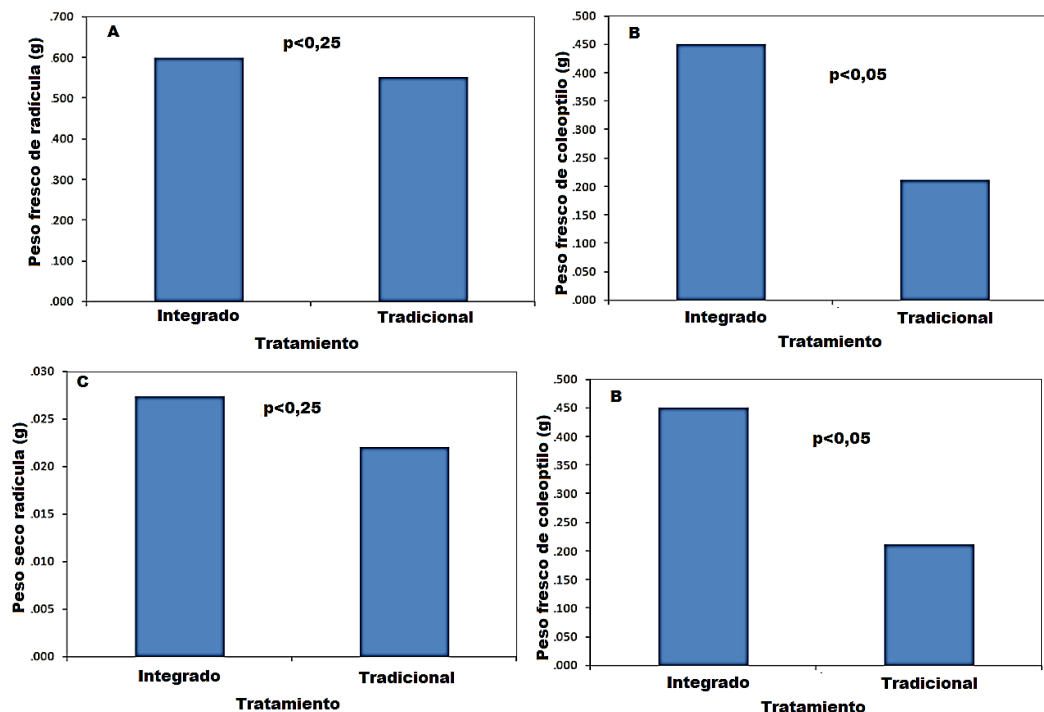 A
p<0,25
Peso fresco de radícula (g)
.700
.600
.500
.400
.300
.200
.100
.000
Integrado
Tradicional
Tratamiento
B
p<0,05
Peso fresco de coleoptilo (g)
.500
.450
.400
.350
.300
.250
.200
.150
.100
.050
.000
Integrado
Tradicional
Tratamiento
C
p<0,25
Peso seco radícula (g)
.030
.025
.020
.015
.010
.005
.000
Integrado
Tradicional
Tratamiento
B
p<0,05
Peso fresco de coleoptilo (g)
.500
.450
.400
.350
.300
.250
.200
.150
.100
.050
.000
Integrado
Tradicional
Tratamiento